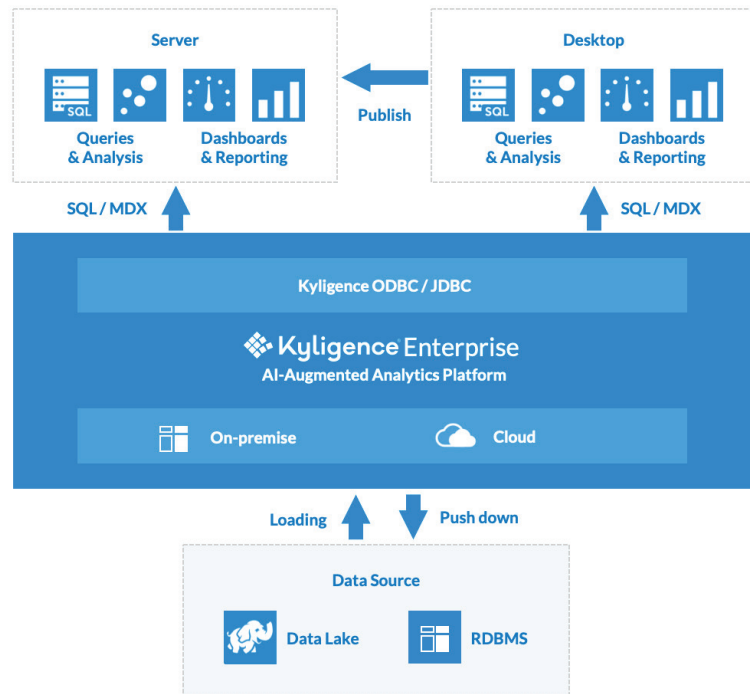 Server
Desktop
SQL
SQL
Publish
Queries
& Analysis
Dashboards
& Reporting
Queries
& Analysis
Dashboards
& Reporting
SQL / MDX
SQL / MDX
Kyligence ODBC / JDBC
Kyligence Enterprise
AI-Augmented Analytics Platform
On-premise
Cloud
Loading
Push down
Data Source
Data Lake
RDBMS